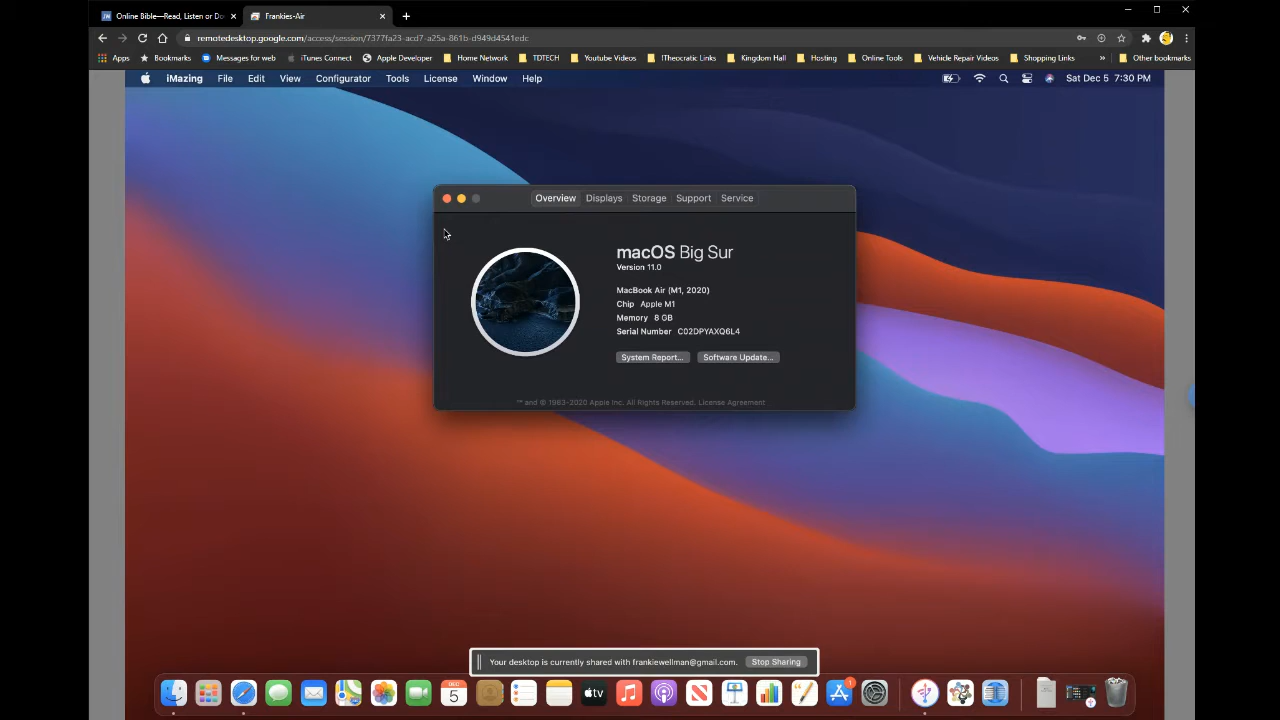 Online Bible—Read, Listen or Do
Frankies-Air
remotedesktop.google.com/access/session/7377fa23-acd7-a25a-861b-d949d4541edc
Apps Bookmarks Messages for web iTunes Connect Apple Developer Home Network TDTECH Youtube Videos !Theocratic Links Kingdom Hall Hosting Online Tools Vehicle Repair Videos Shopping Links » Other bookmarks
iMazing File Edit View Configurator Tools License Window Help Sat Dec 5 7:30 PM
Overview Displays Storage Support Service
macOS Big Sur
Version 11.0
MacBook Air (M1, 2020)
Chip Apple M1
Memory 8 GB
Serial Number C02DPYAXQ6L4
System Report... Software Update...
™ and © 1983-2020 Apple Inc. All Rights Reserved. License Agreement
Your desktop is currently shared with frankiewellman@gmail.com. Stop Sharing
DEC
5
tv
1